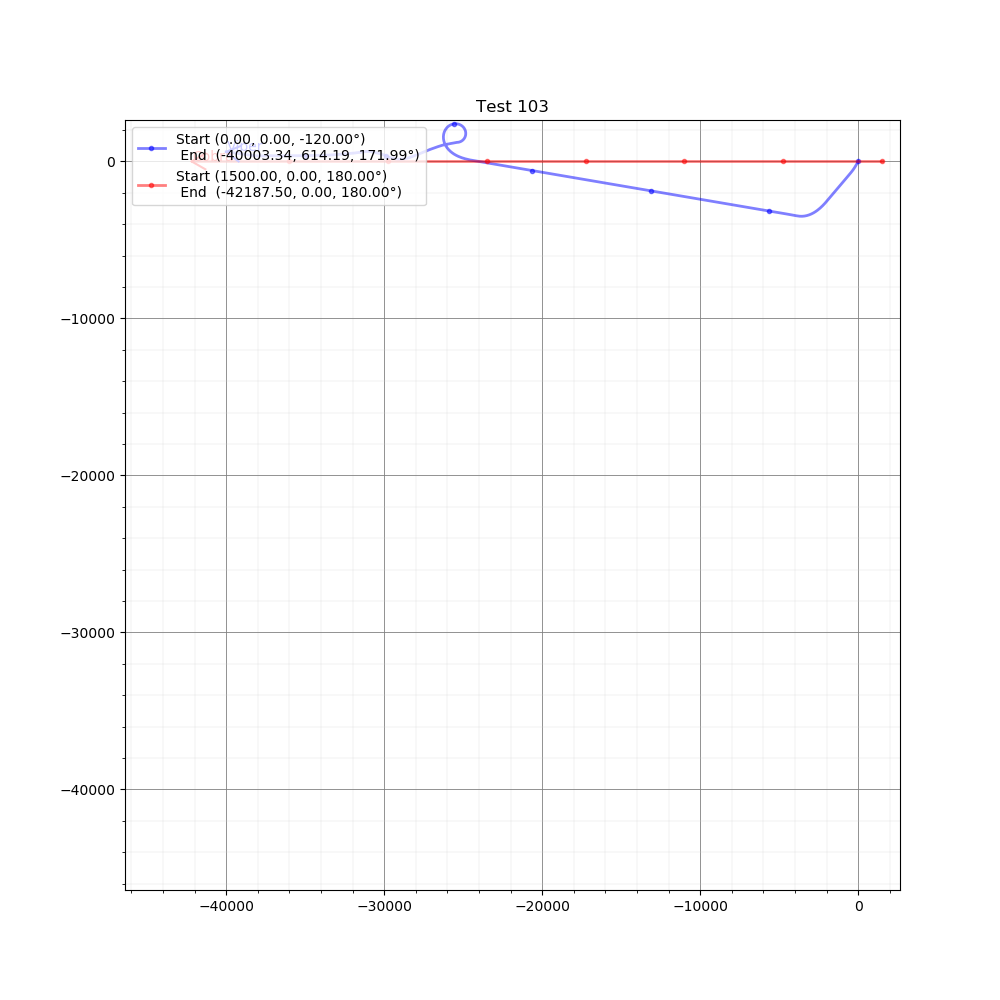 Test 103
Start (0.00, 0.00, -120.00°)
End (-40003.34, 614.19, 171.99°)
Start (1500.00, 0.00, 180.00°)
End (-42187.50, 0.00, 180.00°)
0
−10000
−20000
−30000
−40000
−40000 −30000 −20000 −10000 0